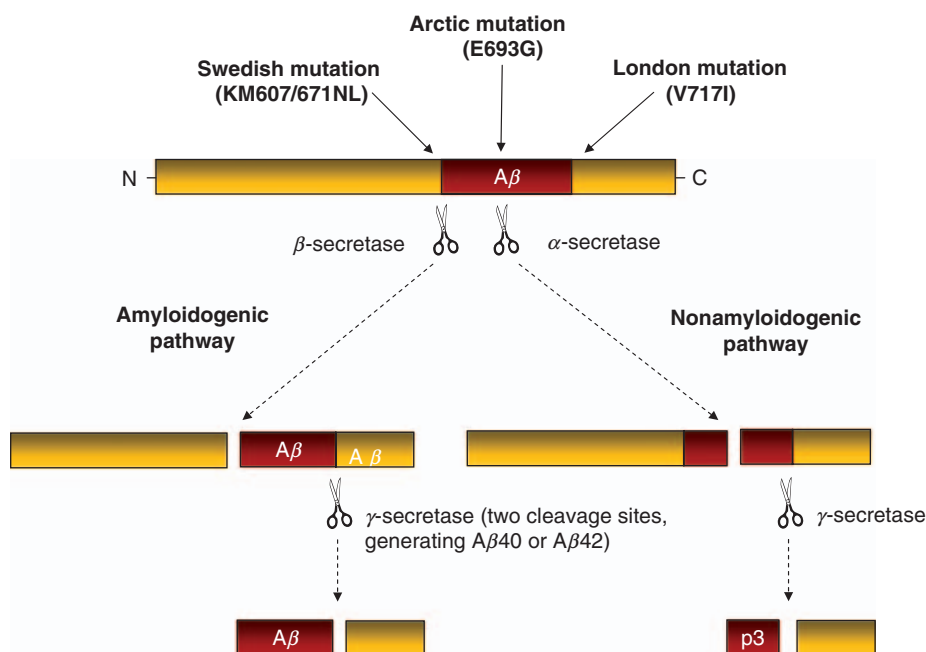 Arctic mutation
(E693G)
Swedish mutation
(KM607/671NL)
London mutation
(V717I)
N
Aβ
C
β-secretase
α-secretase
Amyloidogenic
pathway
Nonamyloidogenic
pathway
Aβ
A β
γ-secretase (two cleavage sites,
generating Aβ40 or Aβ42)
γ-secretase
Aβ
p3